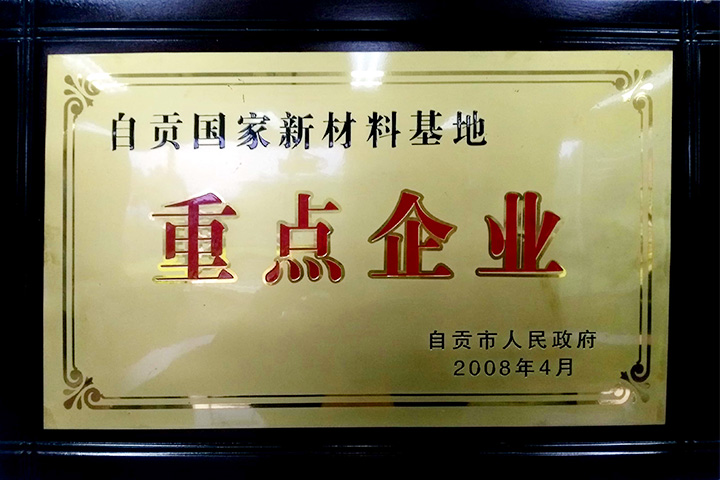 自贡国家新材料基地
重点企业
自贡市人民政府
2008年4月